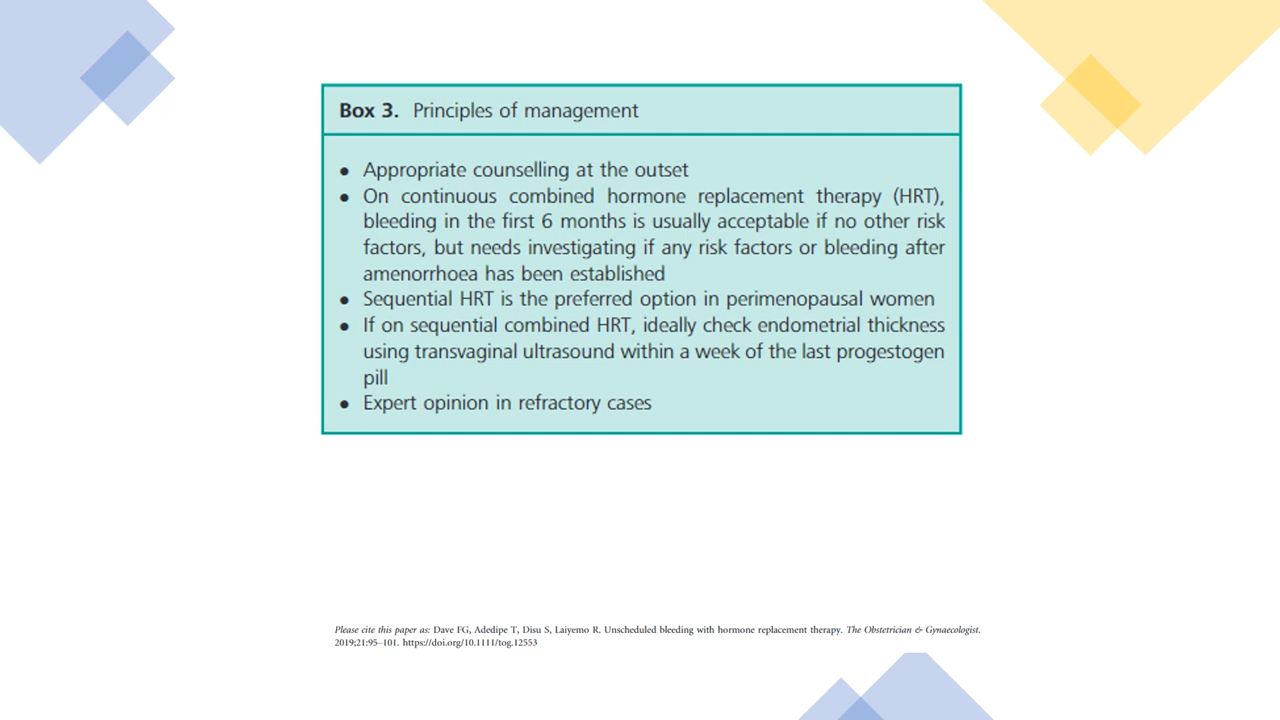 Box 3. Principles of management
• Appropriate counselling at the outset
• On continuous combined hormone replacement therapy (HRT),
bleeding in the first 6 months is usually acceptable if no other risk
factors, but needs investigating if any risk factors or bleeding after
amenorrhoea has been established
• Sequential HRT is the preferred option in perimenopausal women
• If on sequential combined HRT, ideally check endometrial thickness
using transvaginal ultrasound within a week of the last progestogen
pill
• Expert opinion in refractory cases
Please cite this paper as: Dave FG, Adedipe T, Disu S, Laiyemo R. Unscheduled bleeding with hormone replacement therapy. The Obstetrician & Gynaecologist.
2019;21:95–101. https://doi.org/10.1111/tog.12553